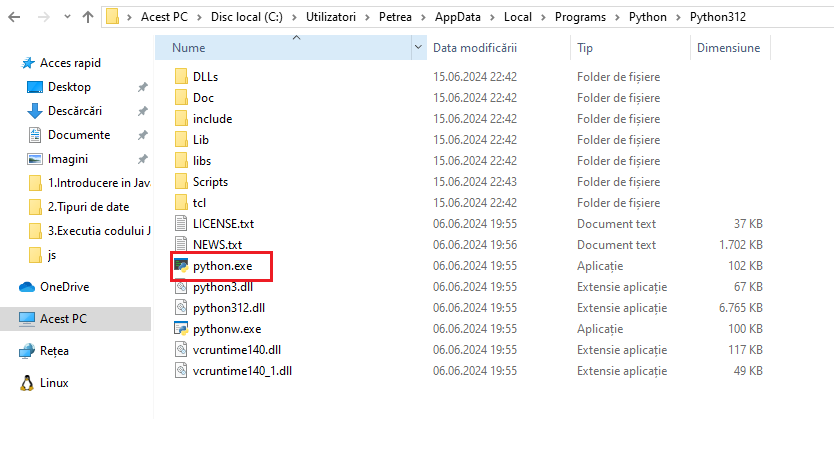 Acest PC > Disc local (C:) > Utilizatori > Petrea > AppData > Local > Programs > Python > Python312
Nume Data modificării Tip Dimensiune
Acces rapid
Desktop
Descărcări
Documente
Imagini
1.Introducere in Jav
2.Tipuri de date
3.Executia codului J
js
OneDrive
Acest PC
Rețea
Linux
DLLs 15.06.2024 22:42 Folder de fișiere
Doc 15.06.2024 22:42 Folder de fișiere
include 15.06.2024 22:42 Folder de fișiere
Lib 15.06.2024 22:42 Folder de fișiere
libs 15.06.2024 22:42 Folder de fișiere
Scripts 15.06.2024 22:43 Folder de fișiere
tcl 15.06.2024 22:42 Folder de fișiere
LICENSE.txt 06.06.2024 19:55 Document text 37 KB
NEWS.txt 06.06.2024 19:56 Document text 1.702 KB
python.exe 06.06.2024 19:55 Aplicație 102 KB
python3.dll 06.06.2024 19:55 Extensie aplicație 67 KB
python312.dll 06.06.2024 19:55 Extensie aplicație 6.765 KB
pythonw.exe 06.06.2024 19:55 Aplicație 100 KB
vcruntime140.dll 06.06.2024 19:55 Extensie aplicație 117 KB
vcruntime140_1.dll 06.06.2024 19:55 Extensie aplicație 49 KB